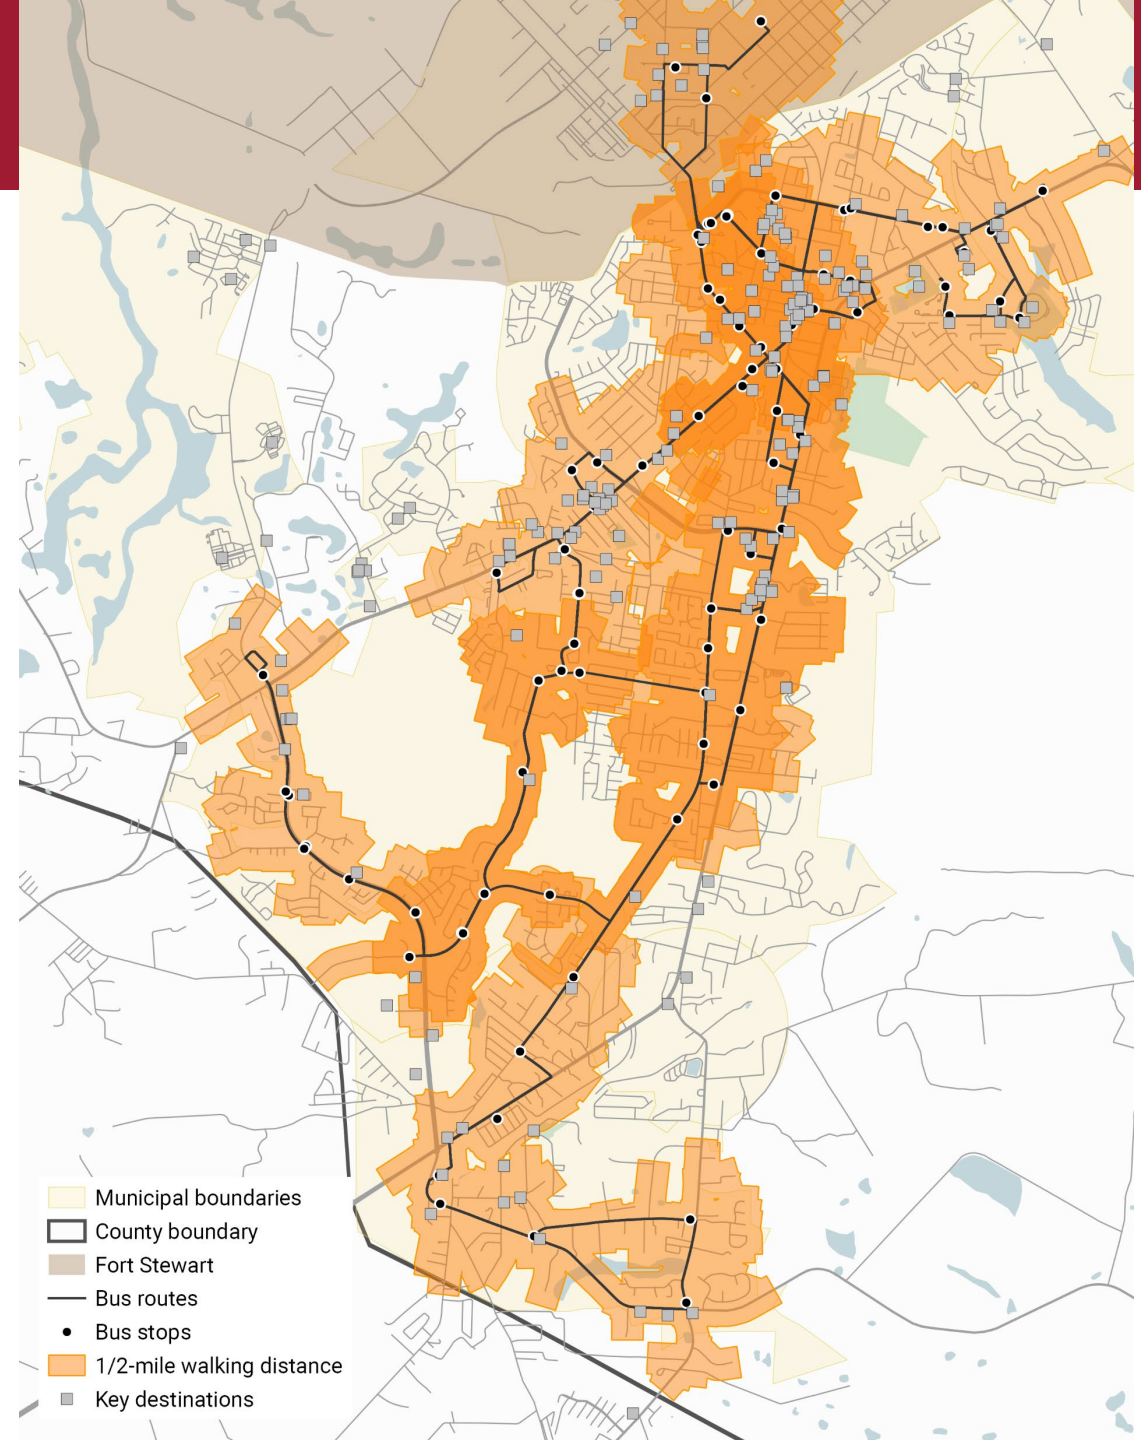 Municipal boundaries
County boundary
Fort Stewart
Bus routes
Bus stops
1/2-mile walking distance
Key destinations